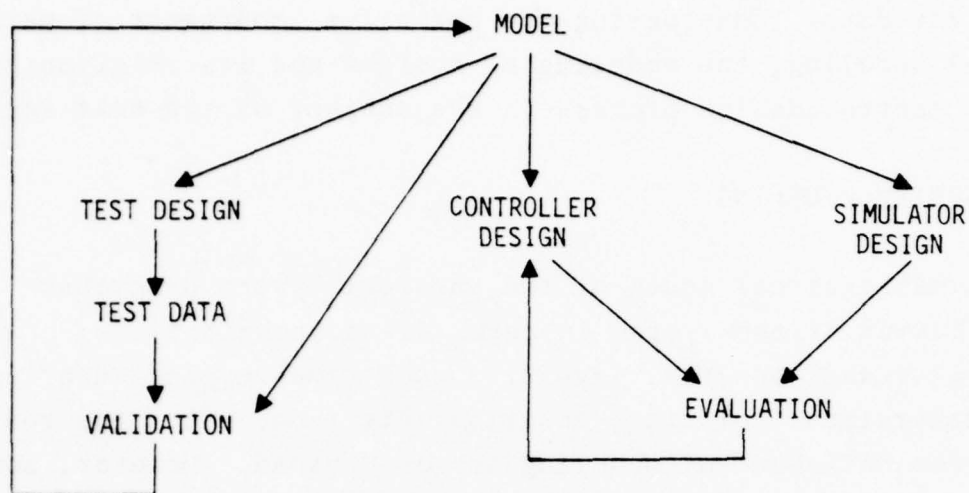 MODEL
TEST DESIGN
CONTROLLER
DESIGN
SIMULATOR
DESIGN
TEST DATA
VALIDATION
EVALUATION